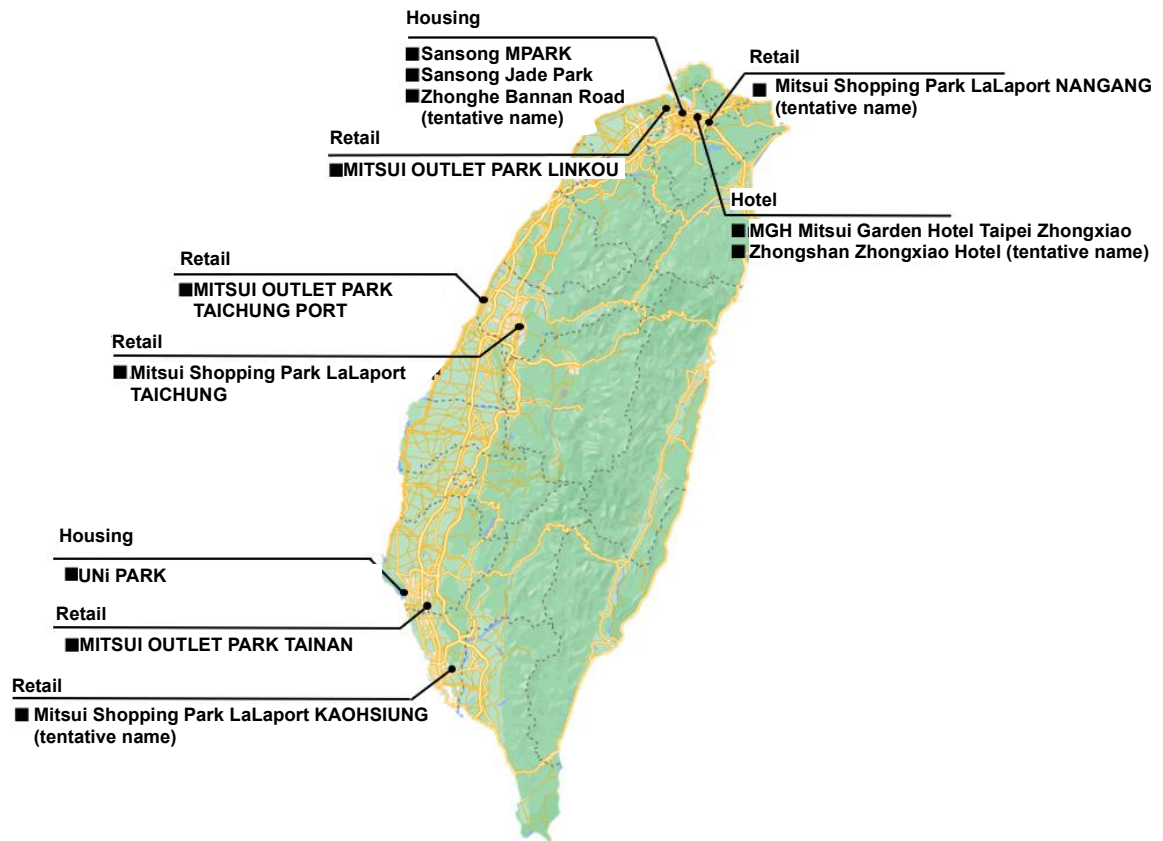 Housing
■Sansong MPARK
■Sansong Jade Park
■Zhonghe Bannan Road
(tentative name)
Retail
■ Mitsui Shopping Park LaLaport NANGANG
(tentative name)
Retail
■MITSUI OUTLET PARK LINKOU
Hotel
■MGH Mitsui Garden Hotel Taipei Zhongxiao
■Zhongshan Zhongxiao Hotel (tentative name)
Retail
■MITSUI OUTLET PARK
TAICHUNG PORT
Retail
■ Mitsui Shopping Park LaLaport
TAICHUNG
Housing
■UNi PARK
Retail
■MITSUI OUTLET PARK TAINAN
Retail
■ Mitsui Shopping Park LaLaport KAOHSIUNG
(tentative name)